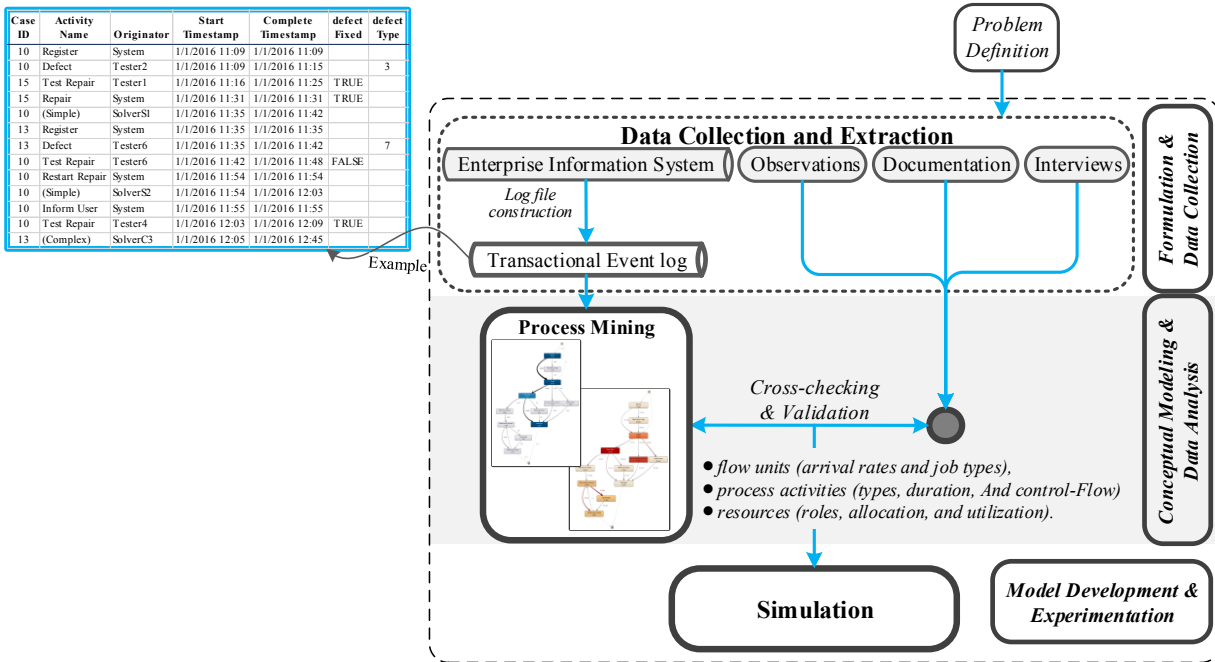 Case ID Activity Name Originator Start Timestamp Complete Timestamp defect Fixed defect Type
10 Register System 1/1/2016 11:09 1/1/2016 11:09
10 Defect Tester2 1/1/2016 11:09 1/1/2016 11:15 3
15 Test Repair Tester1 1/1/2016 11:16 1/1/2016 11:25 TRUE
15 Repair System 1/1/2016 11:31 1/1/2016 11:31 TRUE
10 (Simple) SolverS1 1/1/2016 11:35 1/1/2016 11:42
13 Register System 1/1/2016 11:35 1/1/2016 11:35
13 Defect Tester6 1/1/2016 11:35 1/1/2016 11:42 7
10 Test Repair Tester6 1/1/2016 11:42 1/1/2016 11:48 FALSE
10 Restart Repair System 1/1/2016 11:54 1/1/2016 11:54
10 (Simple) SolverS2 1/1/2016 11:54 1/1/2016 12:03
10 Inform User System 1/1/2016 11:55 1/1/2016 11:55
10 Test Repair Tester4 1/1/2016 12:03 1/1/2016 12:09 TRUE
13 (Complex) SolverC3 1/1/2016 12:05 1/1/2016 12:45
Example
Problem
Definition
Data Collection and Extraction
Enterprise Information System
Observations
Documentation
Interviews
Log file
construction
Transactional Event log
Formulation &
Data Collection
Process Mining
Cross-checking
& Validation
● flow units (arrival rates and job types),
● process activities (types, duration, And control-Flow)
● resources (roles, allocation, and utilization).
Conceptual Modeling &
Data Analysis
Simulation
Model Development &
Experimentation